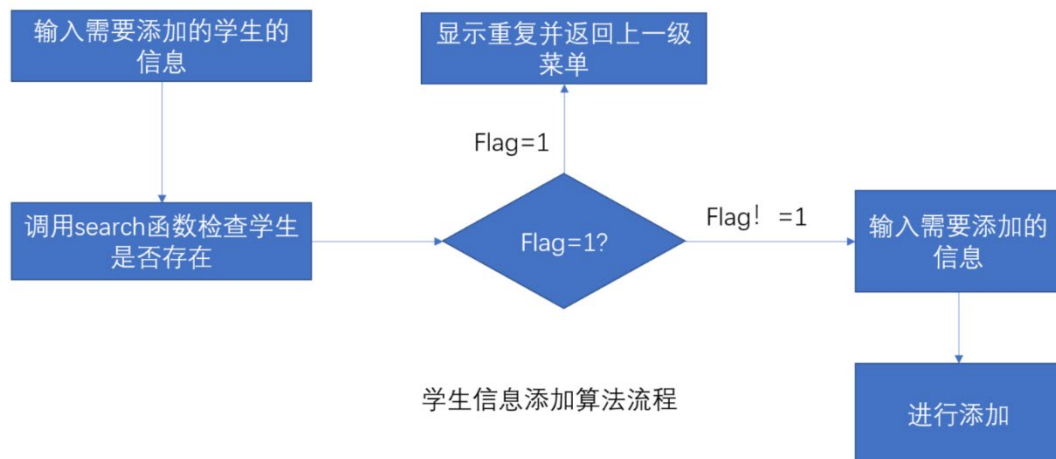 输入需要添加的学生的
信息
显示重复并返回上一级
菜单
Flag=1
调用search函数检查学生
是否存在
Flag=1?
Flag！=1
输入需要添加的
信息
学生信息添加算法流程
进行添加